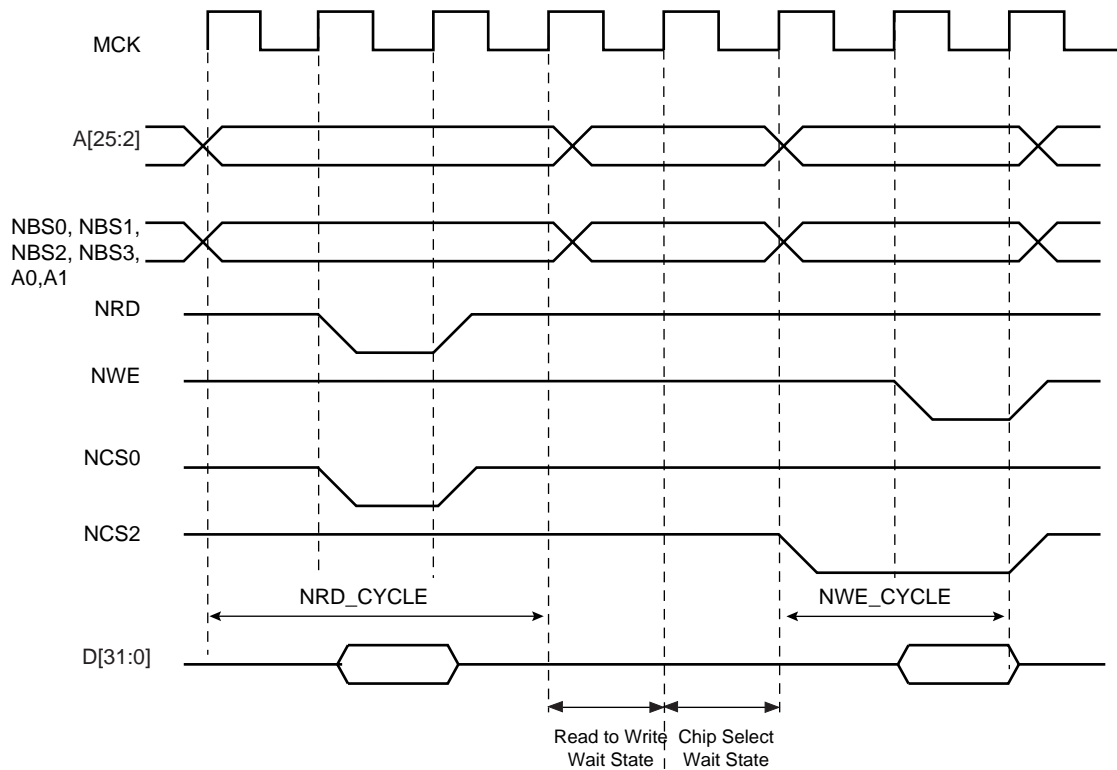 MCK
A[25:2]
NBS0, NBS1,
NBS2, NBS3,
A0,A1
NRD
NWE
NCS0
NCS2
NRD_CYCLE
NWE_CYCLE
D[31:0]
Read to Write
Wait State
Chip Select
Wait State